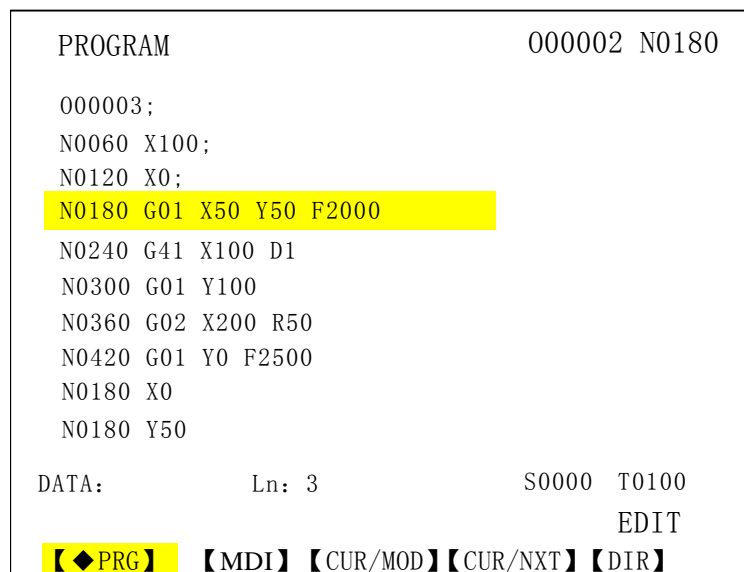 PROGRAM O00002 N0180
O00003;
N0060 X100;
N0120 X0;
N0180 G01 X50 Y50 F2000
N0240 G41 X100 D1
N0300 G01 Y100
N0360 G02 X200 R50
N0420 G01 Y0 F2500
N0180 X0
N0180 Y50
DATA: Ln: 3 S0000 T0100
EDIT
【◆PRG】 【MDI】【CUR/MOD】【CUR/NXT】【DIR】